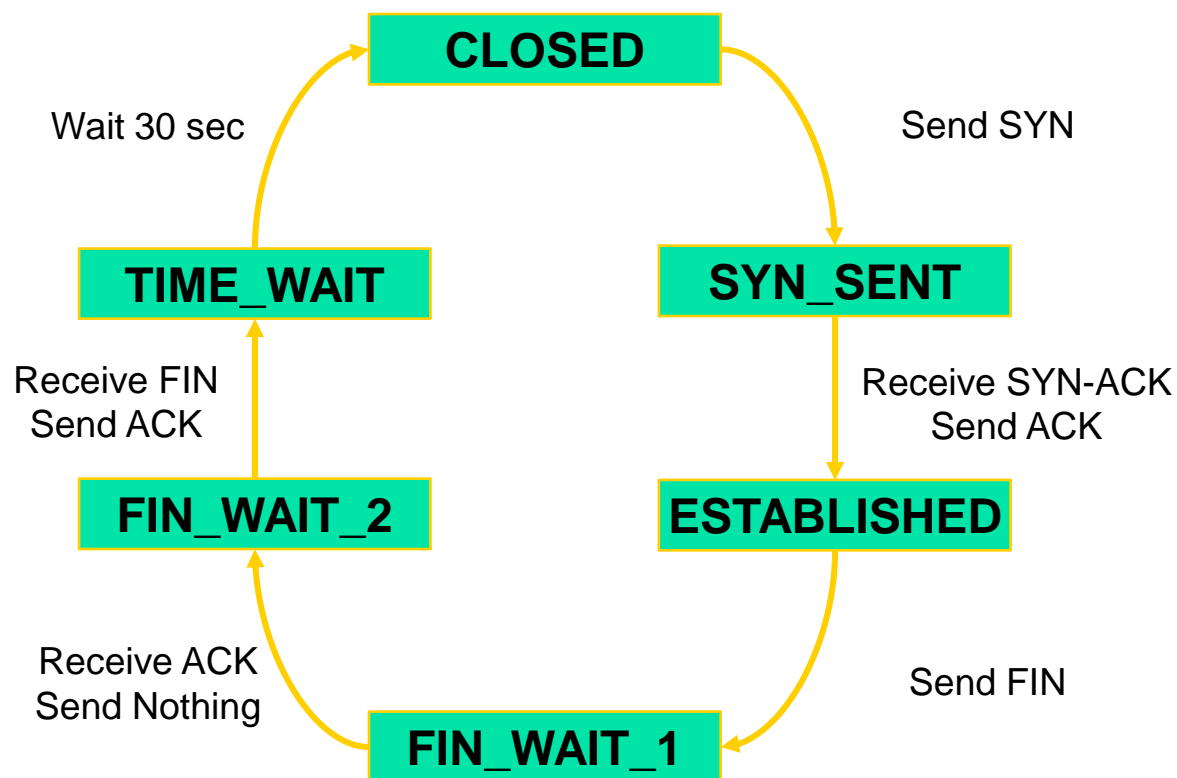 CLOSED
Wait 30 sec
Send SYN
TIME_WAIT
SYN_SENT
Receive FIN
Send ACK
Receive SYN-ACK
Send ACK
FIN_WAIT_2
ESTABLISHED
Receive ACK
Send Nothing
Send FIN
FIN_WAIT_1